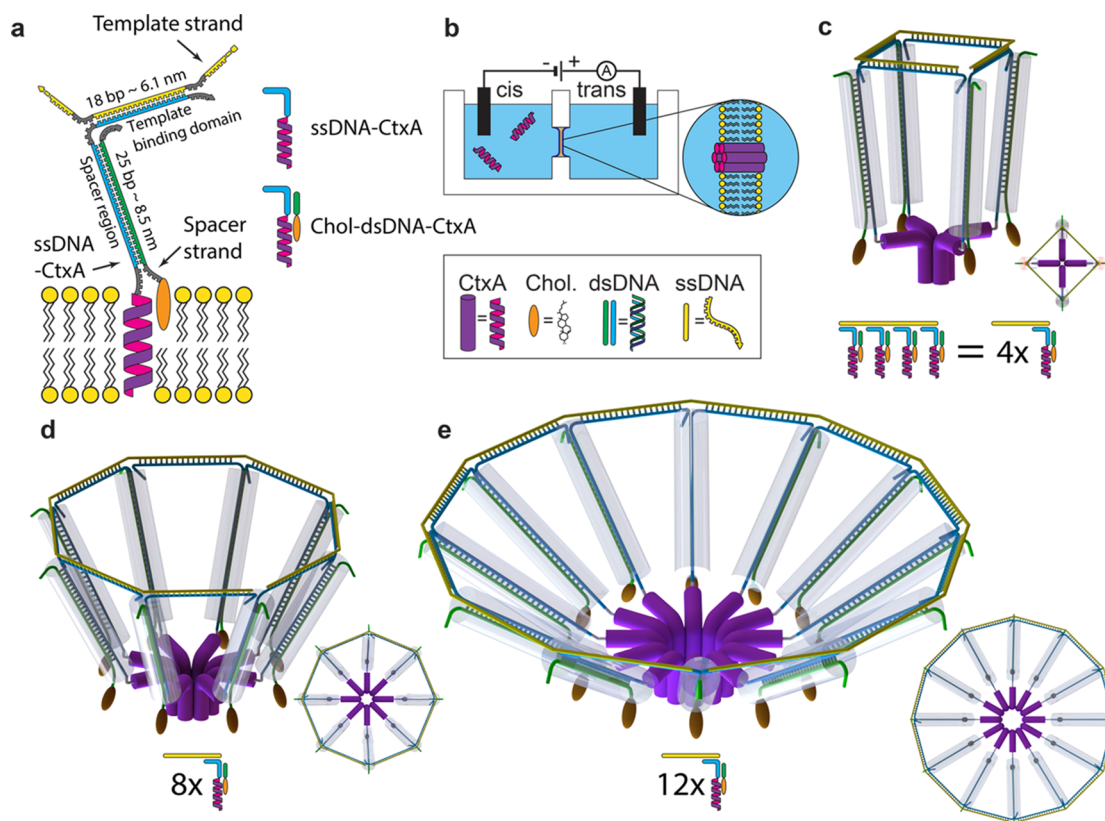 a
Template strand
18 bp ~ 6.1 nm
Template
binding domain
25 bp ~ 8.5 nm
Spacer region
ssDNA
-CtxA
Spacer
strand
ssDNA-CtxA
Chol-dsDNA-CtxA
b
- +
A
cis
trans
CtxA
Chol.
dsDNA
ssDNA
=
=
=
=
c
= 4x
d
8x
e
12x